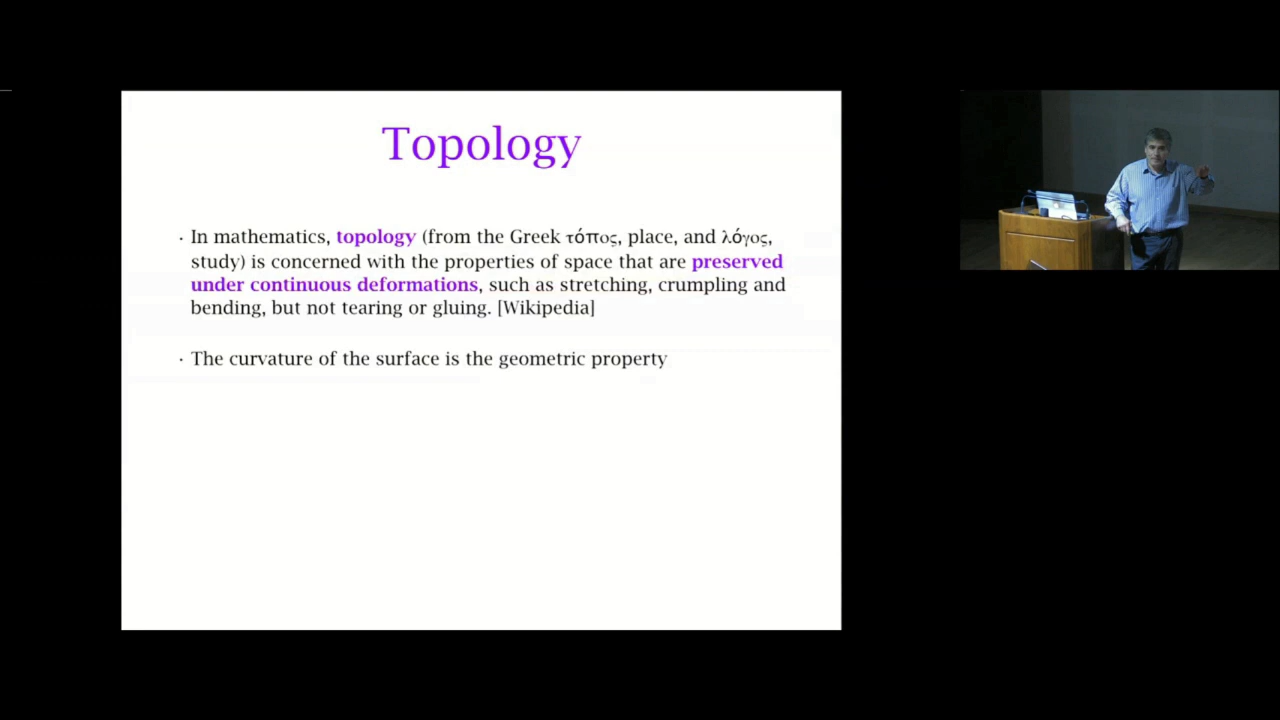 Topology
· In mathematics, topology (from the Greek τόπος, place, and λόγος,
study) is concerned with the properties of space that are preserved
under continuous deformations, such as stretching, crumpling and
bending, but not tearing or gluing. [Wikipedia]
· The curvature of the surface is the geometric property